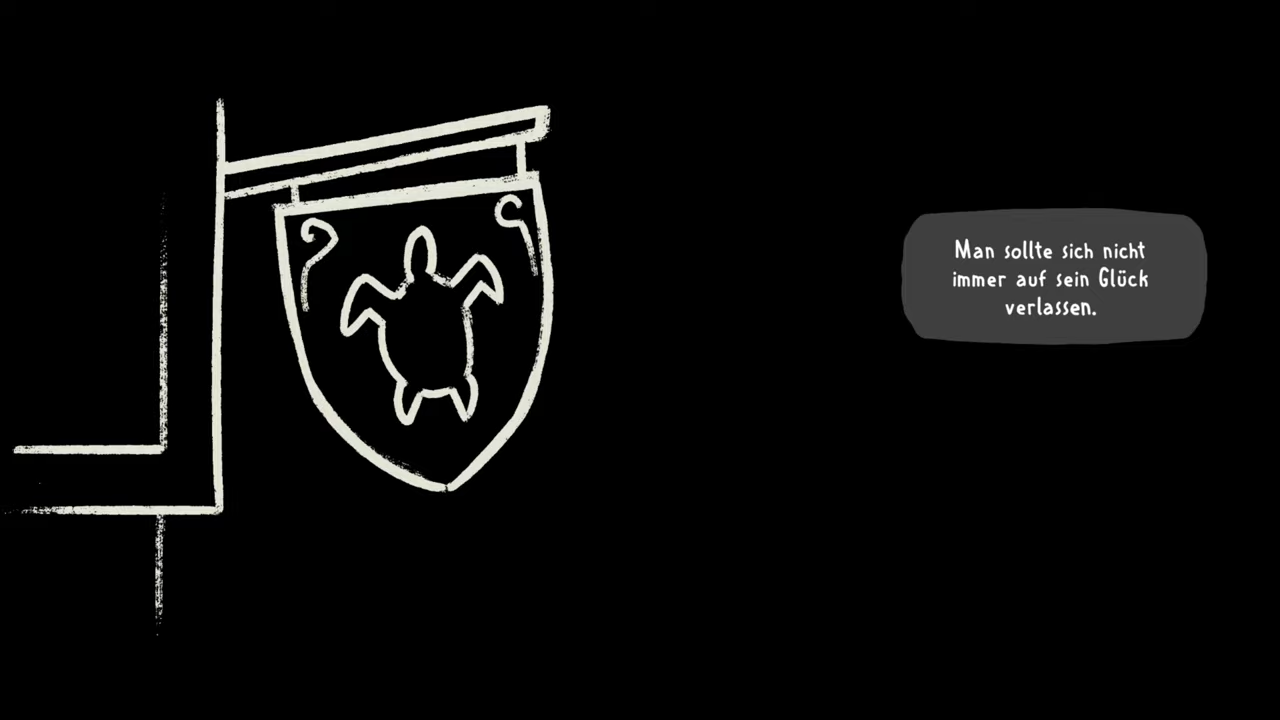 Man sollte sich nicht
immer auf sein Glück
verlassen.